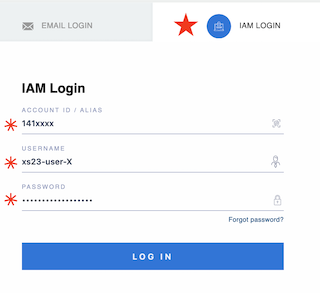 EMAIL LOGIN
IAM LOGIN
IAM Login
ACCOUNT ID / ALIAS
141xxxx
USERNAME
xs23-user-X
PASSWORD
••••••••••••••••••
Forgot password?
LOG IN